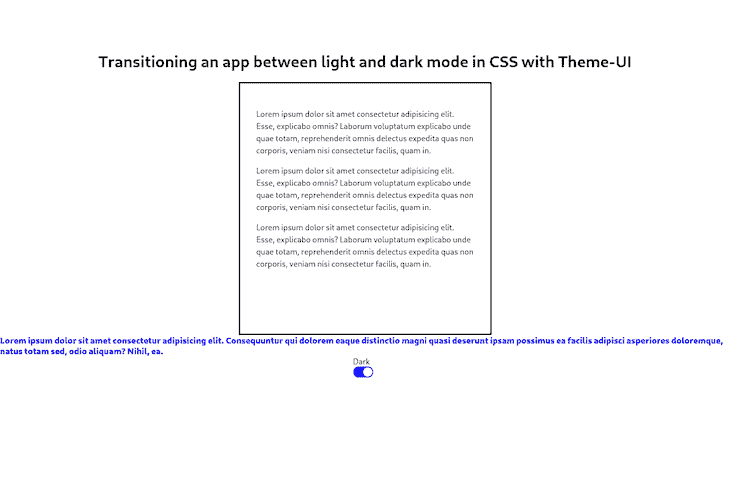 Transitioning an app between light and dark mode in CSS with Theme-UI
Lorem ipsum dolor sit amet consectetur adipisicing elit.
Esse, explicabo omnis? Laborum voluptatum explicabo unde
quae totam, reprehenderit omnis delectus expedita quas non
corporis, veniam nisi consectetur facilis, quam in.
Lorem ipsum dolor sit amet consectetur adipisicing elit.
Esse, explicabo omnis? Laborum voluptatum explicabo unde
quae totam, reprehenderit omnis delectus expedita quas non
corporis, veniam nisi consectetur facilis, quam in.
Lorem ipsum dolor sit amet consectetur adipisicing elit.
Esse, explicabo omnis? Laborum voluptatum explicabo unde
quae totam, reprehenderit omnis delectus expedita quas non
corporis, veniam nisi consectetur facilis, quam in.
Lorem ipsum dolor sit amet consectetur adipisicing elit. Consequuntur qui dolorem eaque distinctio magni quasi deserunt ipsam possimus ea facilis adipisci asperiores doloremque,
natus totam sed, odio aliquam? Nihil, ea.
Dark